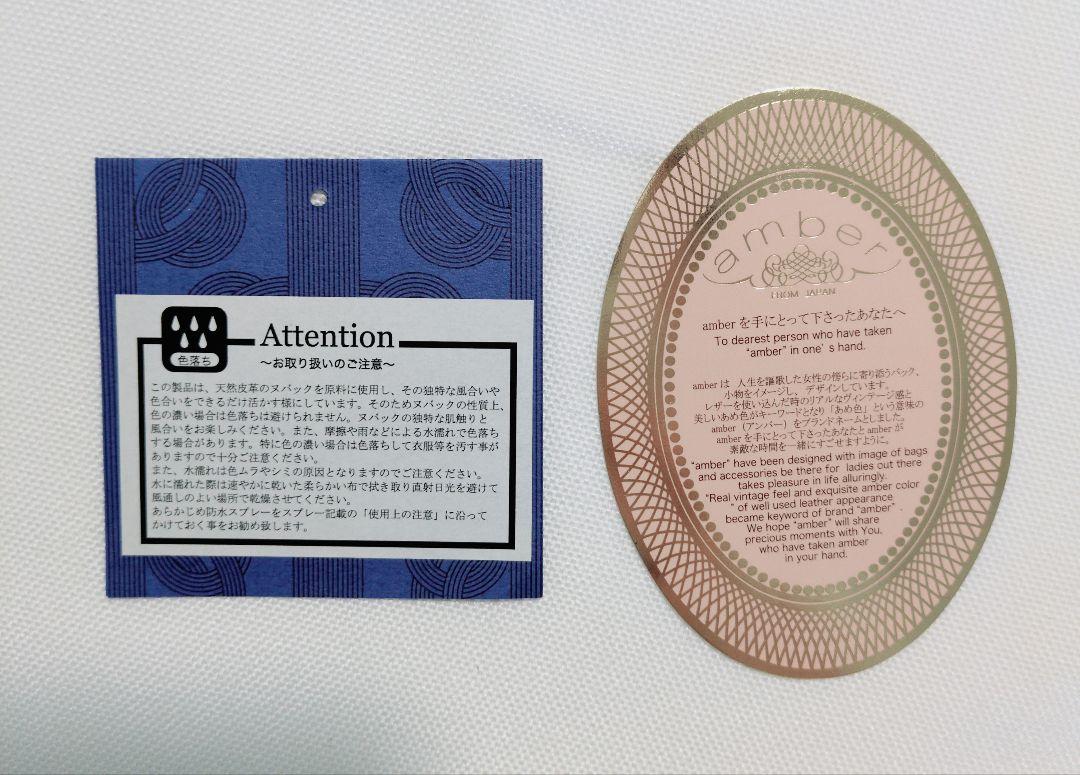 色落ち
Attention
～お取り扱いのご注意～
この製品は、天然皮革のヌバックを原料に使用し、その独特な風合いや
色合いをできるだけ活かす様にしています。そのためヌバックの性質上、
色の濃い場合は色落ちは避けられません。ヌバックの独特な肌触りと
風合いをお楽しみください。また、摩擦や雨などによる水濡れで色落ち
する場合があります。特に色の濃い場合は色落ちして衣服等を汚す事が
ありますので十分ご注意ください。
また、水濡れは色ムラやシミの原因となりますのでご注意ください。
水に濡れた際は速やかに乾いた柔らかい布で拭き取り直射日光を避けて
風通しのよい場所で乾燥させてください。
あらかじめ防水スプレーをスプレー記載の「使用上の注意」に沿って
かけておく事をお勧め致します。
amber
FROM JAPAN
amber を手にとって下さったあなたへ
To dearest person who have taken
"amber" in one's hand.
amber は 人生を謳歌した女性の傍らに寄り添うバック、
小物をイメージし、デザインしています。
レザーを使い込んだ時のリアルなヴィンテージ感と
美しいあめ色がキーワードとなり「あめ色」という意味の
amber（アンバー）をブランドネームとしました。
amber を手にとって下さったあなたと amber が
素敵な時間を一緒にすごせますように。
"amber" have been designed with image of bags
and accessories be there for ladies out there
takes pleasure in life alluringly.
"Real vintage feel and exquisite amber color
" of well used leather appearance
became keyword of brand "amber" .
We hope "amber" will share
precious moments with You,
who have taken amber
in your hand.